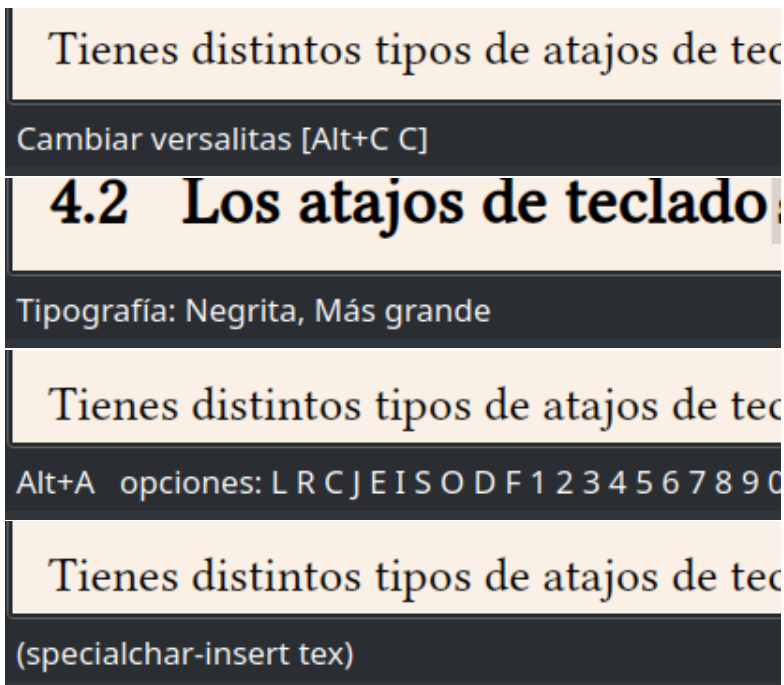 Tienes distintos tipos de atajos de tec
Cambiar versalitas [Alt+C C]
4.2 Los atajos de teclado
Tipografía: Negrita, Más grande
Tienes distintos tipos de atajos de tec
Alt+A opciones: L R C J E I S O D F 1 2 3 4 5 6 7 8 9 0
Tienes distintos tipos de atajos de tec
(specialchar-insert tex)